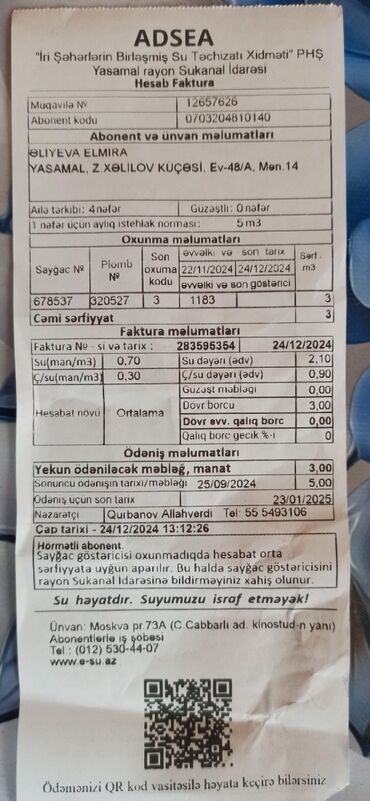 ADSEA
"İri Şəhərlərin Birləşmiş Su Təchizatı Xidməti" PHŞ
Yasamal rayon Sukanal İdarəsi
Hesab Faktura
Muqavilə № 12657626
Abonent kodu 0703204810140
Abonent və ünvan məlumatları
ƏLİYEVA ELMIRA
YASAMAL, Z.XƏLİLOV KÜÇƏSİ, Ev-48/A, Mən.14
Ailə tərkibi: 4 nəfər Güzəştli: 0 nəfər
1 nəfər üçün aylıq istehlak norması: 5 m3
Oxunma məlumatları
Sayğac № Plomb № Son oxuma kodu əvvəlki və son tarix Sərf. m3
22/11/2024 24/12/2024
əvvəlki və son göstərici
678537 320527 3 1183 3
Cəmi sərfiyyat 3
Faktura məlumatları
Faktura № - si və tarix : 283595354 24/12/2024
Su(man/m3) 0,70 Su dəyəri (ədv) 2,10
Ç/su(man/m3) 0,30 Ç/su dəyəri (ədv) 0,90
Güzəşt məbləği 0,00
Hesabat növü Ortalama Dövr borcu 3,00
Dövr əvv. qalıq borc 0,00
Qalıq borc gecik %-i 0
Ödəniş məlumatları
Yekun ödəniləcək məbləğ, manat 3,00
Sonuncu ödənişin tarixi/məbləği 25/09/2024 5,00
Ödəniş üçün son tarix 23/01/2025
Nəzarətçi Qurbanov Allahverdi Tel: 55 5493106
Çap tarixi - 24/12/2024 13:12:26
Hörmətli abonent.
Sayğac göstəricisi oxunmadıqda hesabat orta
sərfiyyata uyğun aparılır. Bu halda sayğac göstəricisini
rayon Sukanal İdarəsinə bildirməyiniz xahiş olunur.
Su həyatdır. Suyumuzu israf etməyək!
Ünvan: Moskva pr.73A (C.Cabbarlı ad. kinostud-n yanı)
Abonentlərlə iş şöbəsi
Tel : (012) 530-44-07
www.e-su.az
Ödəmənizi QR kod vasitəsilə həyata keçirə bilərsiniz